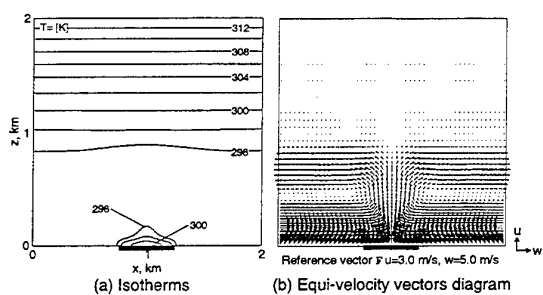 2
T= [K]
312
308
304
300
296
z, km
1
296
300
0
0
1
2
x, km
u
w
Reference vector F u=3.0 m/s, w=5.0 m/s
(a) Isotherms
(b) Equi-velocity vectors diagram